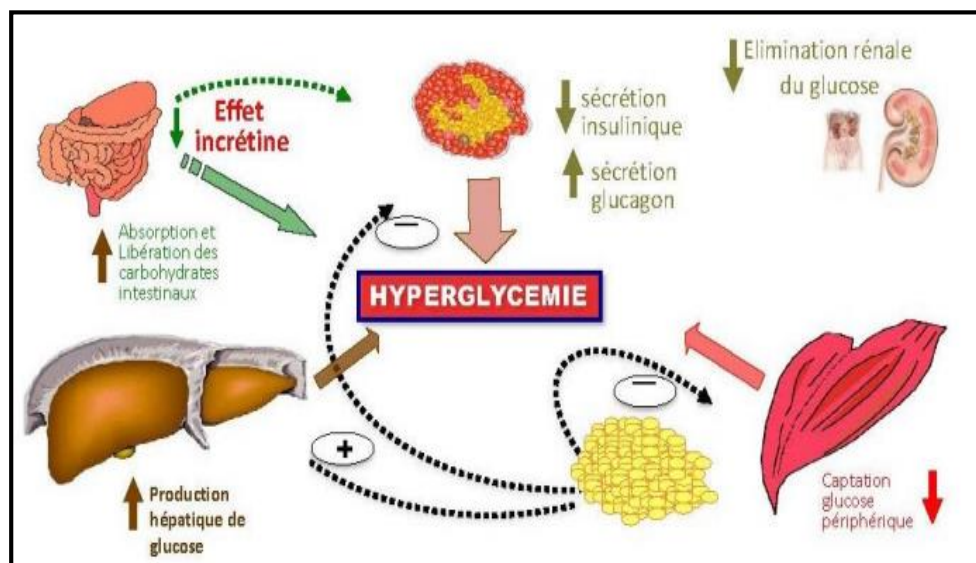 Elimination rénale
du glucose
Effet
incrétine
sécrétion
insulinique
sécrétion
glucagon
Absorption et
Libération des
carbohydrates
intestinaux
−
HYPERGLYCEMIE
−
+
Production
hépatique de
glucose
Captation
glucose
périphérique